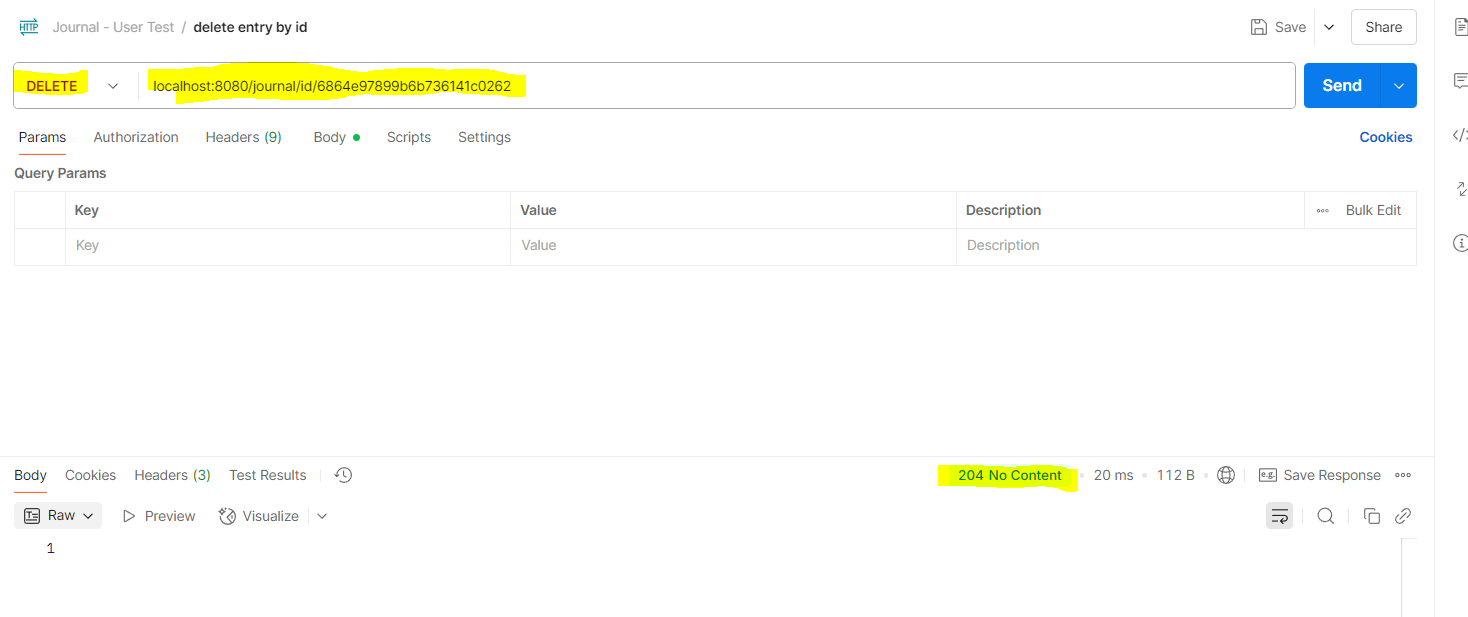 HTTP Journal - User Test / delete entry by id Save Share
DELETE localhost:8080/journal/id/6864e97899b6b736141c0262 Send
Params Authorization Headers (9) Body Scripts Settings Cookies
Query Params
Key Value Description Bulk Edit
Key Value Description
Body Cookies Headers (3) Test Results 204 No Content 20 ms 112 B e.g. Save Response
Raw Preview Visualize
1